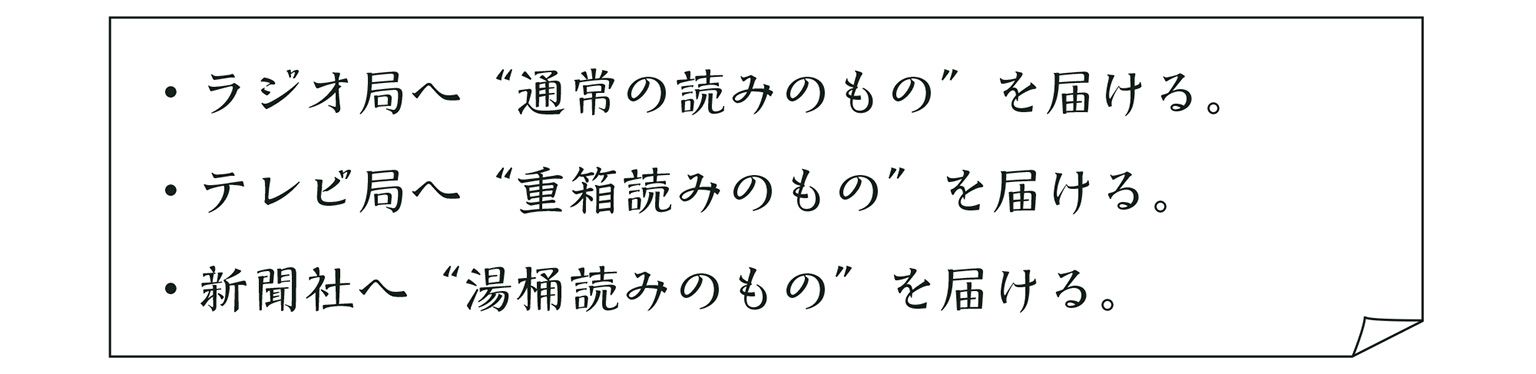 ・ラジオ局へ“通常の読みのもの”を届ける。
・テレビ局へ“重箱読みのもの”を届ける。
・新聞社へ“湯桶読みのもの”を届ける。